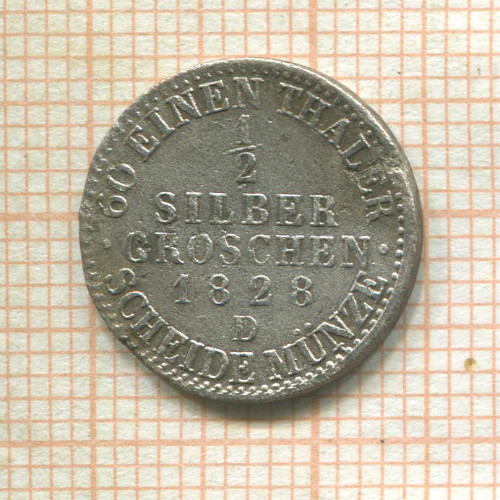 60 EINEN THALER
1/2
SILBER
GROSCHEN
1828
D
SCHEIDE MÜNZE